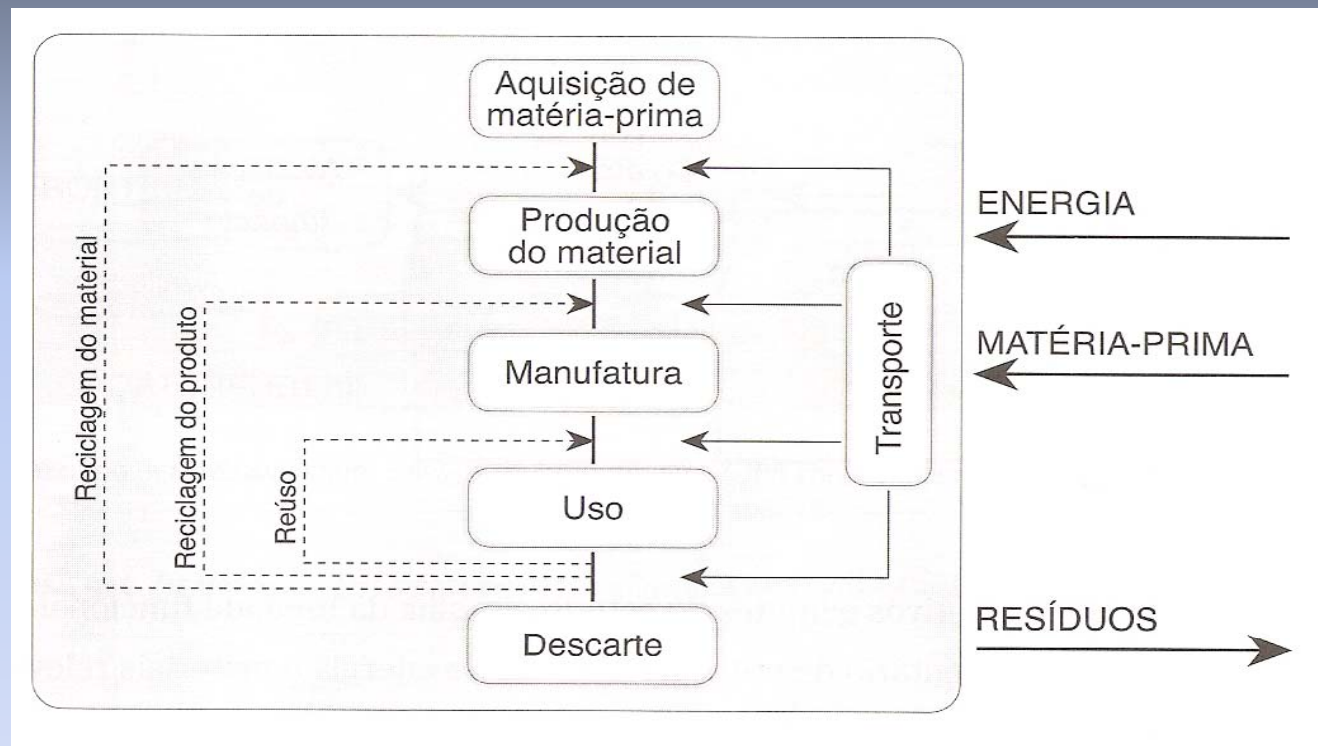 Aquisição de
matéria-prima
Produção
do material
Manufatura
Uso
Descarte
Reciclagem do material
Reciclagem do produto
Reúso
Transporte
ENERGIA
MATÉRIA-PRIMA
RESÍDUOS